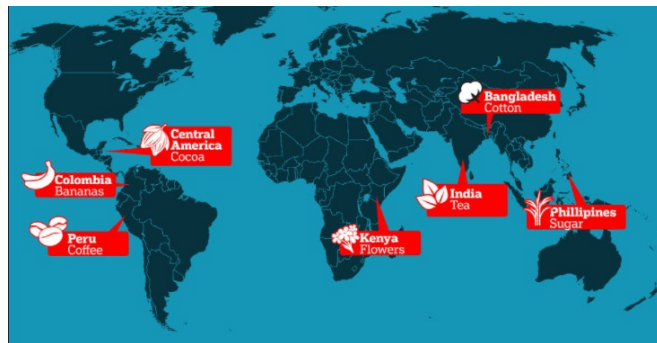 Central
America
Cocoa
Colombia
Bananas
Peru
Coffee
Kenya
Flowers
Bangladesh
Cotton
India
Tea
Phillipines
Sugar